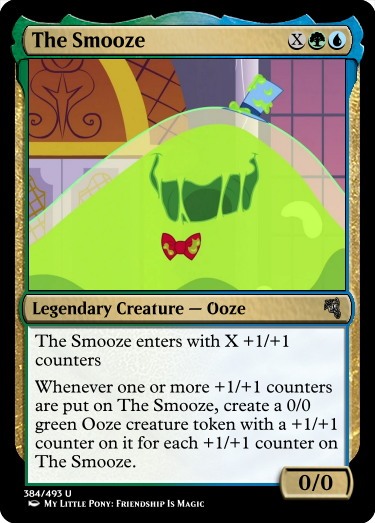 The Smooze
X
The Smooze enters with X +1/+1
counters
Whenever one or more +1/+1 counters
are put on The Smooze, create a 0/0
green Ooze creature token with a +1/+1
counter on it for each +1/+1 counter on
The Smooze.
Legendary Creature — Ooze
0/0
384/493 U
My Little Pony: Friendship Is Magic